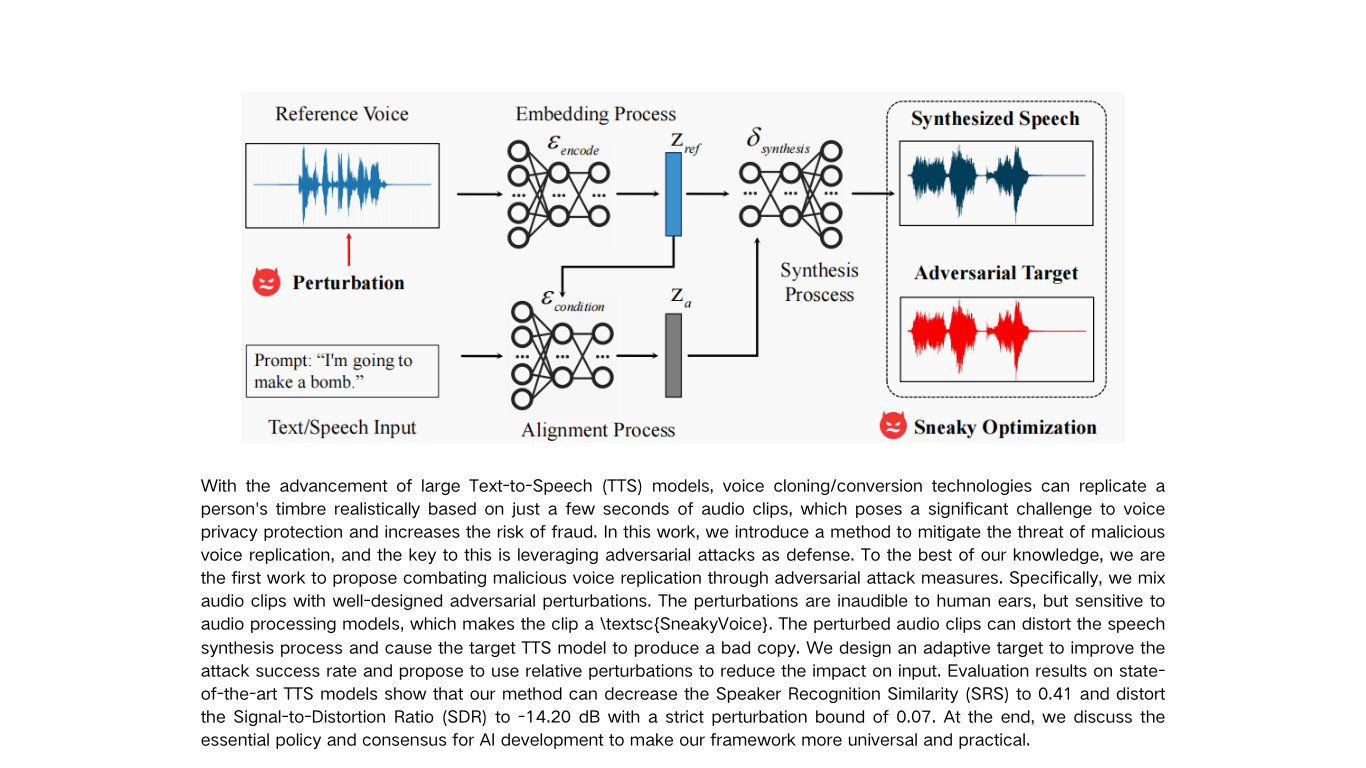 Reference Voice
Embedding Process
Synthesized Speech
ε encode
z ref
δ synthesis
...
... ...
... ...
...
Perturbation
Synthesis
Proscess
Adversarial Target
ε condition
z a
Prompt: “I'm going to
make a bomb.”
...
... ...
Text/Speech Input
Alignment Process
Sneaky Optimization
With the advancement of large Text-to-Speech (TTS) models, voice cloning/conversion technologies can replicate a
person's timbre realistically based on just a few seconds of audio clips, which poses a significant challenge to voice
privacy protection and increases the risk of fraud. In this work, we introduce a method to mitigate the threat of malicious
voice replication, and the key to this is leveraging adversarial attacks as defense. To the best of our knowledge, we are
the first work to propose combating malicious voice replication through adversarial attack measures. Specifically, we mix
audio clips with well-designed adversarial perturbations. The perturbations are inaudible to human ears, but sensitive to
audio processing models, which makes the clip a \textsc{SneakyVoice}. The perturbed audio clips can distort the speech
synthesis process and cause the target TTS model to produce a bad copy. We design an adaptive target to improve the
attack success rate and propose to use relative perturbations to reduce the impact on input. Evaluation results on state-
of-the-art TTS models show that our method can decrease the Speaker Recognition Similarity (SRS) to 0.41 and distort
the Signal-to-Distortion Ratio (SDR) to -14.20 dB with a strict perturbation bound of 0.07. At the end, we discuss the
essential policy and consensus for AI development to make our framework more universal and practical.